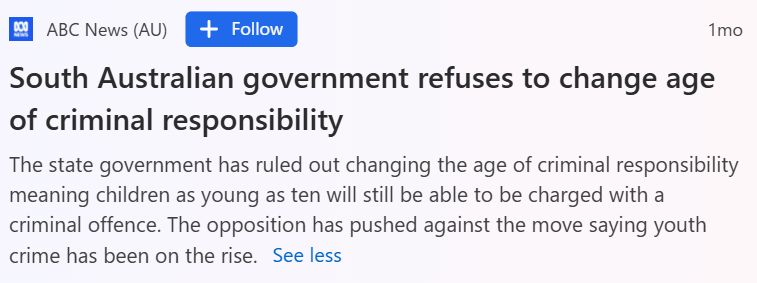 ABC News (AU) + Follow 1mo
South Australian government refuses to change age
of criminal responsibility
The state government has ruled out changing the age of criminal responsibility
meaning children as young as ten will still be able to be charged with a
criminal offence. The opposition has pushed against the move saying youth
crime has been on the rise. See less